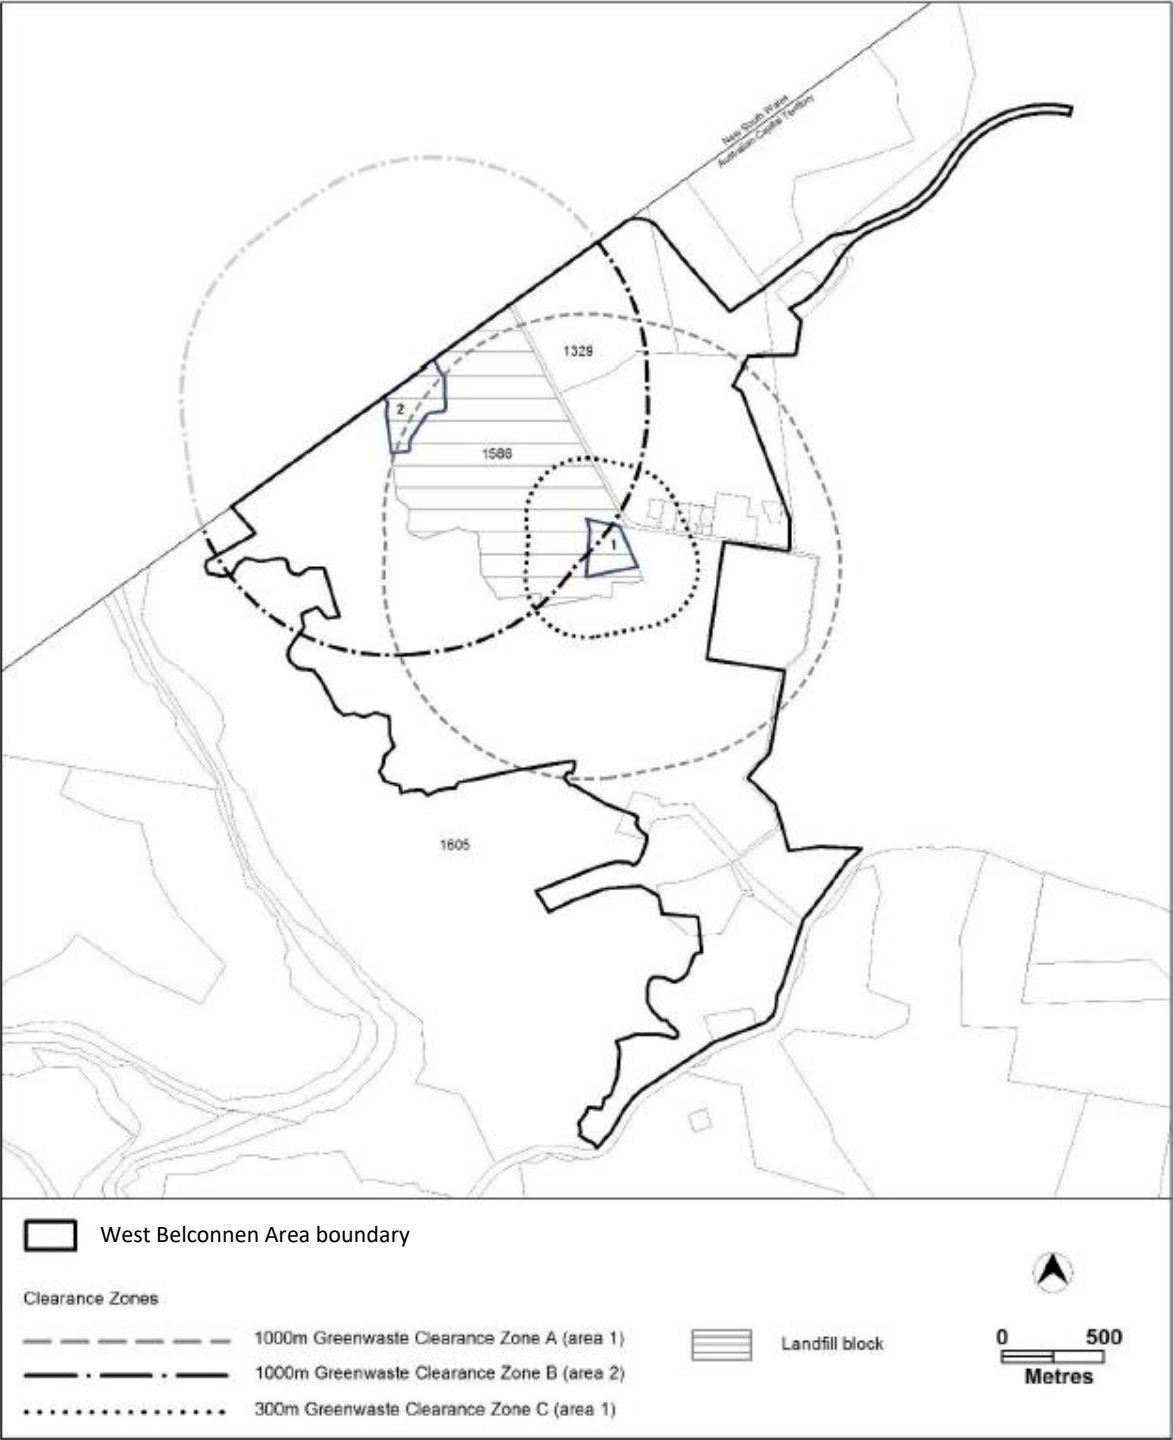 New South Wales
Australian Capital Territory
1329
2
1586
1
1605
West Belconnen Area boundary
Clearance Zones
1000m Greenwaste Clearance Zone A (area 1)
1000m Greenwaste Clearance Zone B (area 2)
300m Greenwaste Clearance Zone C (area 1)
Landfill block
0 500
Metres